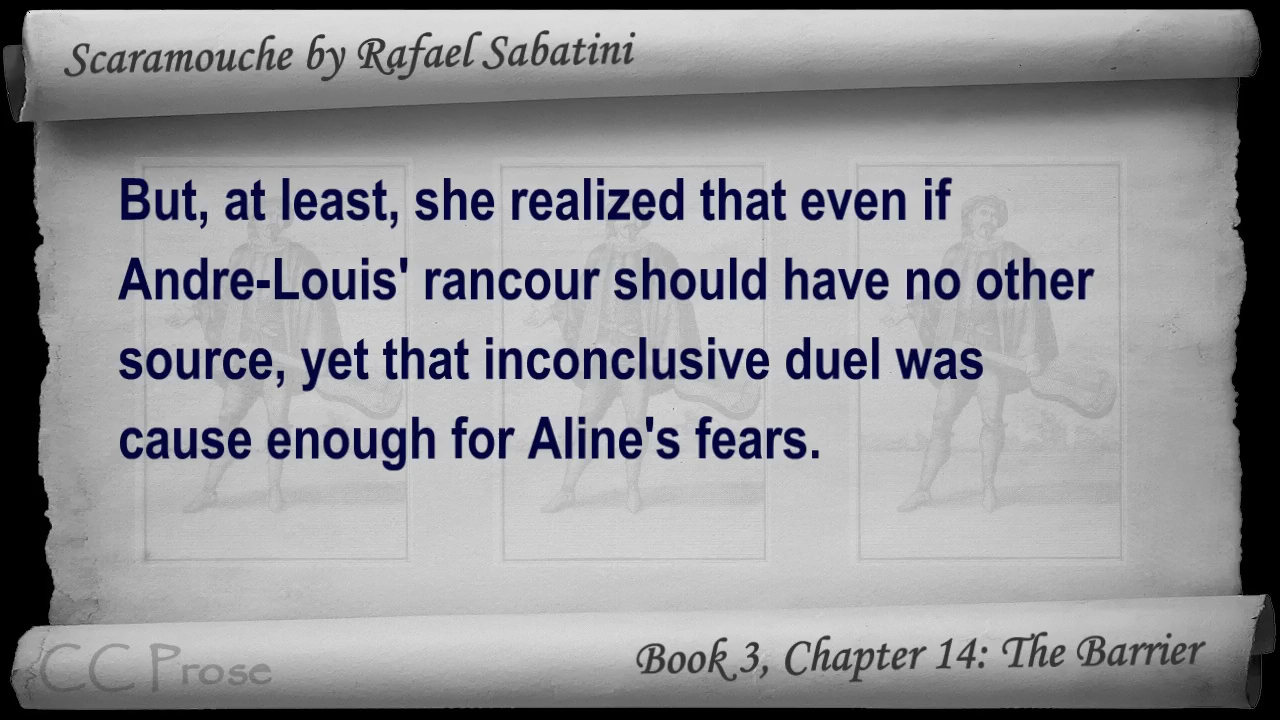 Scaramouche by Rafael Sabatini
But, at least, she realized that even if
Andre-Louis' rancour should have no other
source, yet that inconclusive duel was
cause enough for Aline's fears.
CC Prose
Book 3, Chapter 14: The Barrier